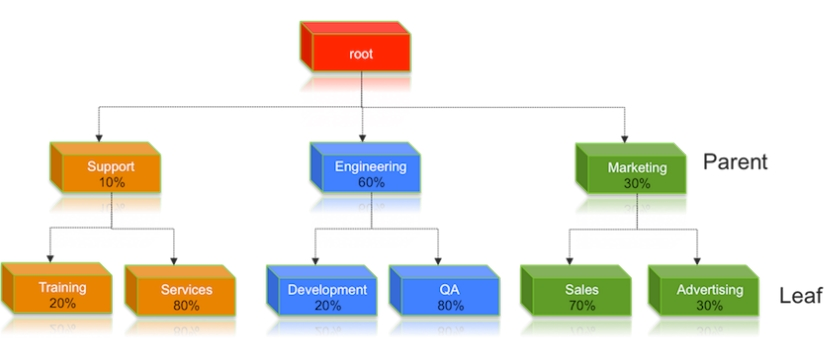 root
Support
10%
Engineering
60%
Marketing
30%
Parent
Training
20%
Services
80%
Development
20%
QA
80%
Sales
70%
Advertising
30%
Leaf